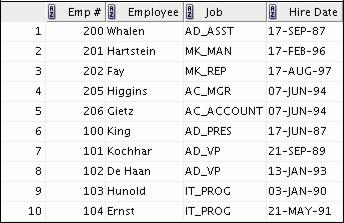 Emp # Employee Job Hire Date
1 200 Whalen AD_ASST 17-SEP-87
2 201 Hartstein MK_MAN 17-FEB-96
3 202 Fay MK_REP 17-AUG-97
4 205 Higgins AC_MGR 07-JUN-94
5 206 Gietz AC_ACCOUNT 07-JUN-94
6 100 King AD_PRES 17-JUN-87
7 101 Kochhar AD_VP 21-SEP-89
8 102 De Haan AD_VP 13-JAN-93
9 103 Hunold IT_PROG 03-JAN-90
10 104 Ernst IT_PROG 21-MAY-91